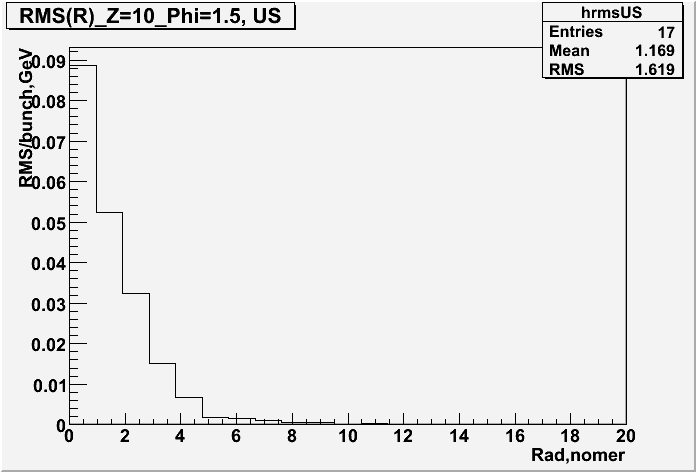 RMS(R)_Z=10_Phi=1.5, US
hrmsUS
Entries 17
Mean 1.169
RMS 1.619
RMS/bunch,GeV
0.09
0.08
0.07
0.06
0.05
0.04
0.03
0.02
0.01
0
0 2 4 6 8 10 12 14 16 18 20
Rad,nomer